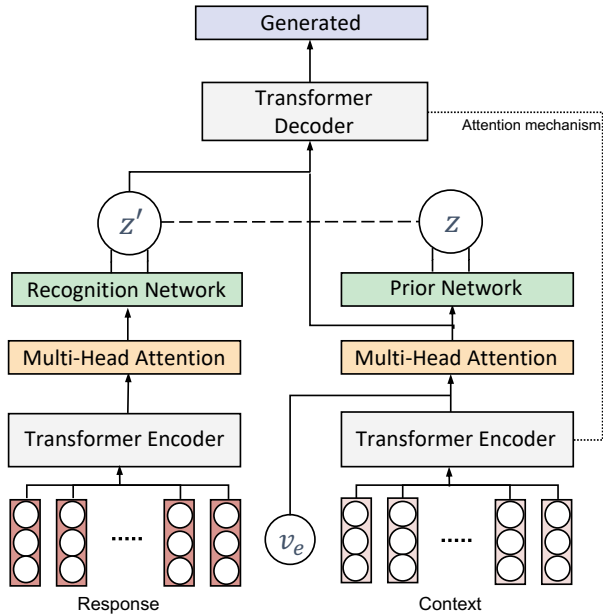 Generated
Transformer
Decoder
Attention mechanism
z'
z
Recognition Network
Prior Network
Multi-Head Attention
Multi-Head Attention
Transformer Encoder
Transformer Encoder
.....
v_e
.....
Response
Context